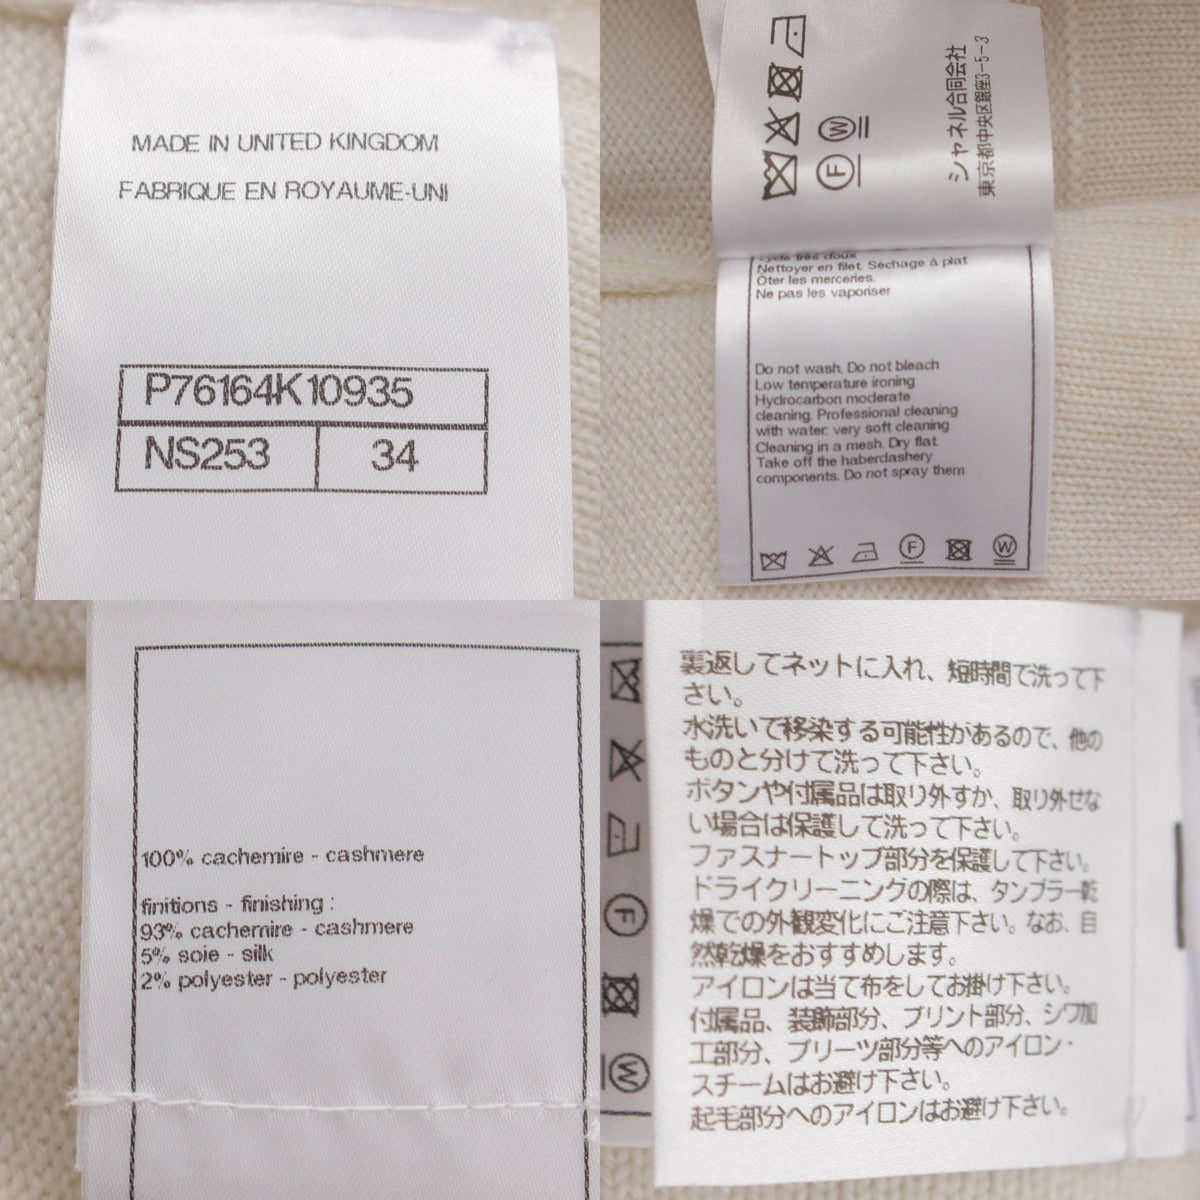 MADE IN UNITED KINGDOM
FABRIQUE EN ROYAUME-UNI
P76164K10935
NS253 34
シャネル合同会社
東京都中央区銀座3-5-3
F W
cycle très doux
Nettoyer en filet. Séchage à plat
Ôter les merceries.
Ne pas les vaporiser
Do not wash. Do not bleach
Low temperature ironing
Hydrocarbon moderate
cleaning. Professional cleaning
with water: very soft cleaning
Cleaning in a mesh. Dry flat
Take off the haberdashery
components. Do not spray them
F W
100% cachemire - cashmere
finitions - finishing :
93% cachemire - cashmere
5% soie - silk
2% polyester - polyester
F
W
裏返してネットに入れ、短時間で洗って下
さい。
水洗いで移染する可能性があるので、他の
ものと分けて洗って下さい。
ボタンや付属品は取り外すか、取り外せな
い場合は保護して洗って下さい。
ファスナートップ部分を保護して下さい。
ドライクリーニングの際は、タンブラー乾
燥での外観変化にご注意下さい。なお、自
然乾燥をおすすめします。
アイロンは当て布をしてお掛け下さい。
付属品、装飾部分、プリント部分、シワ加
工部分、プリーツ部分等へのアイロン・
スチームはお避け下さい。
起毛部分へのアイロンはお避け下さい。